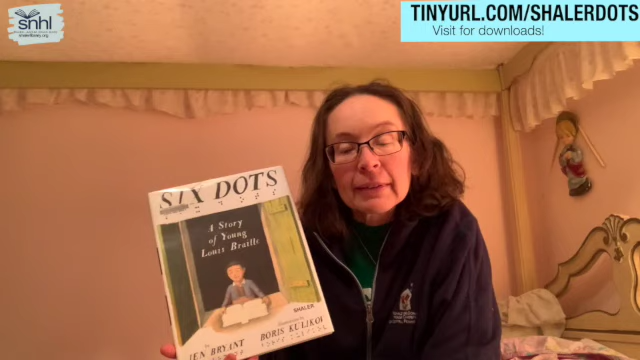 snhl
TINYURL.COM/SHALERDOTS
Visit for downloads!
SIX DOTS
A Story
of Young
Louis Braille
SHALER
by
JEN BRYANT
BORIS KULIKOV